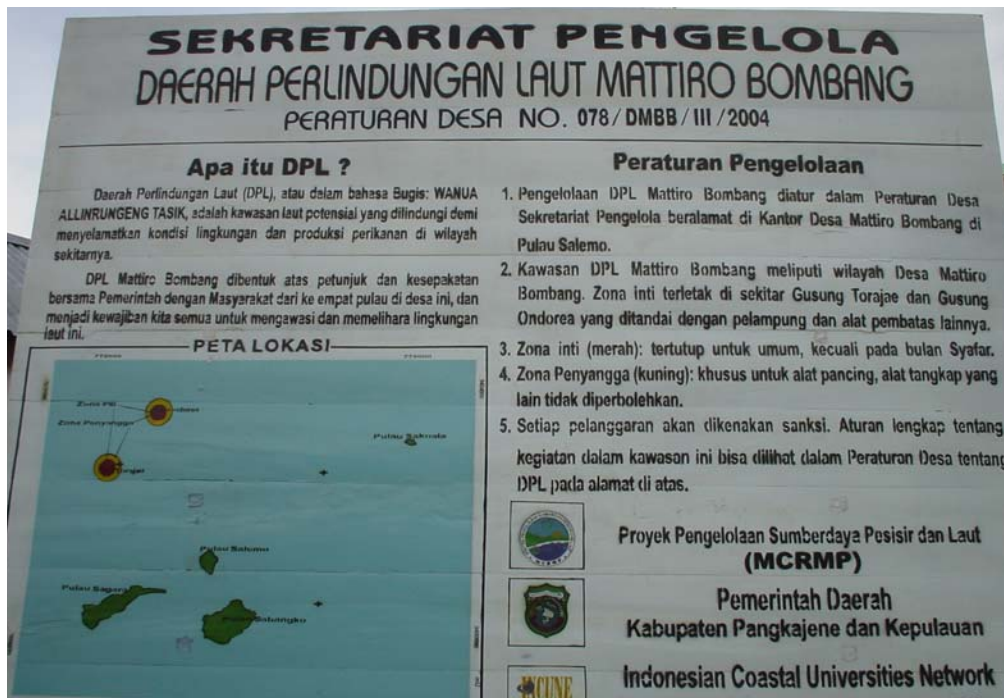 SEKRETARIAT PENGELOLA
DAERAH PERLINDUNGAN LAUT MATTIRO BOMBANG
PERATURAN DESA NO. 078/DMBB/III/2004
Apa itu DPL ?
Daerah Perlindungan Laut (DPL), atau dalam bahasa Bugis: WANUA
ALLINRUNGENG TASIK, adalah kawasan laut potensial yang dilindungi demi
menyelamatkan kondisi lingkungan dan produksi perikanan di wilayah
sekitarnya.
DPL Mattiro Bombang dibentuk atas petunjuk dan kesepakatan
bersama Pemerintah dengan Masyarakat dari ke empat pulau di desa ini, dan
menjadi kewajiban kita semua untuk mengawasi dan memelihara lingkungan
laut ini.
PETA LOKASI
Zona Inti
Zona Penyangga
Pulau Sakuala
Pulau Salemo
Pulau Sagara
Pulau Sabangko
Peraturan Pengelolaan
1. Pengelolaan DPL Mattiro Bombang diatur dalam Peraturan Desa
Sekretariat Pengelola beralamat di Kantor Desa Mattiro Bombang di
Pulau Salemo.
2. Kawasan DPL Mattiro Bombang meliputi wilayah Desa Mattiro
Bombang. Zona inti terletak di sekitar Gusung Torajae dan Gusung
Ondorea yang ditandai dengan pelampung dan alat pembatas lainnya.
3. Zona inti (merah): tertutup untuk umum, kecuali pada bulan Syafar.
4. Zona Penyangga (kuning): khusus untuk alat pancing, alat tangkap yang
lain tidak diperbolehkan.
5. Setiap pelanggaran akan dikenakan sanksi. Aturan lengkap tentang
kegiatan dalam kawasan ini bisa dilihat dalam Peraturan Desa tentang
DPL pada alamat di atas.
Proyek Pengelolaan Sumberdaya Pesisir dan Laut
(MCRMP)
Pemerintah Daerah
Kabupaten Pangkajene dan Kepulauan
INCUNE
Indonesian Coastal Universities Network